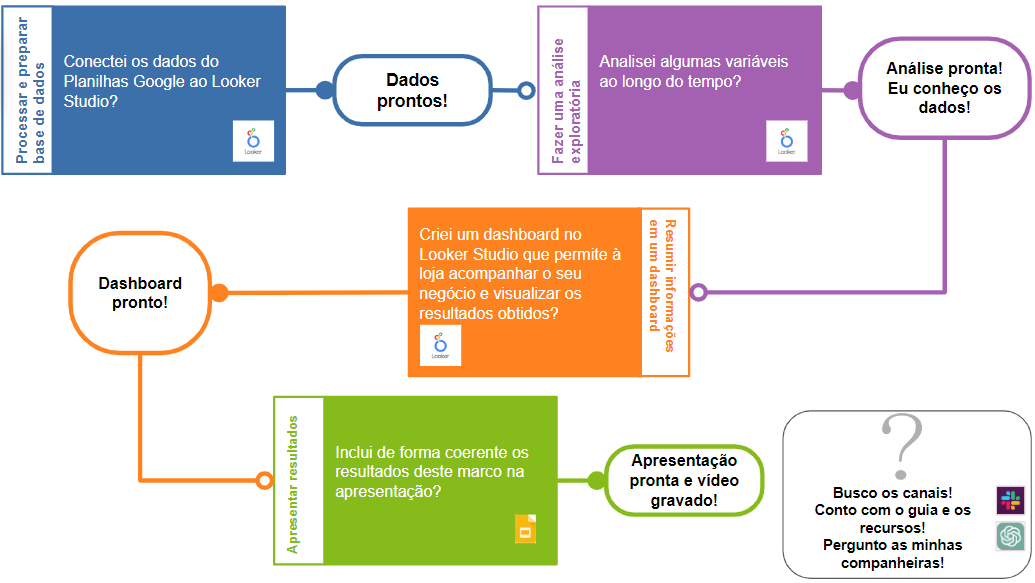 Processar e preparar
base de dados
Conectei os dados do
Planilhas Google ao Looker
Studio?
Looker
Dados
prontos!
Fazer uma análise
exploratória
Analisei algumas variáveis
ao longo do tempo?
Looker
Análise pronta!
Eu conheço os
dados!
Resumir informações
em um dashboard
Criei um dashboard no
Looker Studio que permite à
loja acompanhar o seu
negócio e visualizar os
resultados obtidos?
Looker
Dashboard
pronto!
Apresentar resultados
Inclui de forma coerente os
resultados deste marco na
apresentação?
Apresentação
pronta e vídeo
gravado!
?
Busco os canais!
Conto com o guia e os
recursos!
Pergunto as minhas
companheiras!